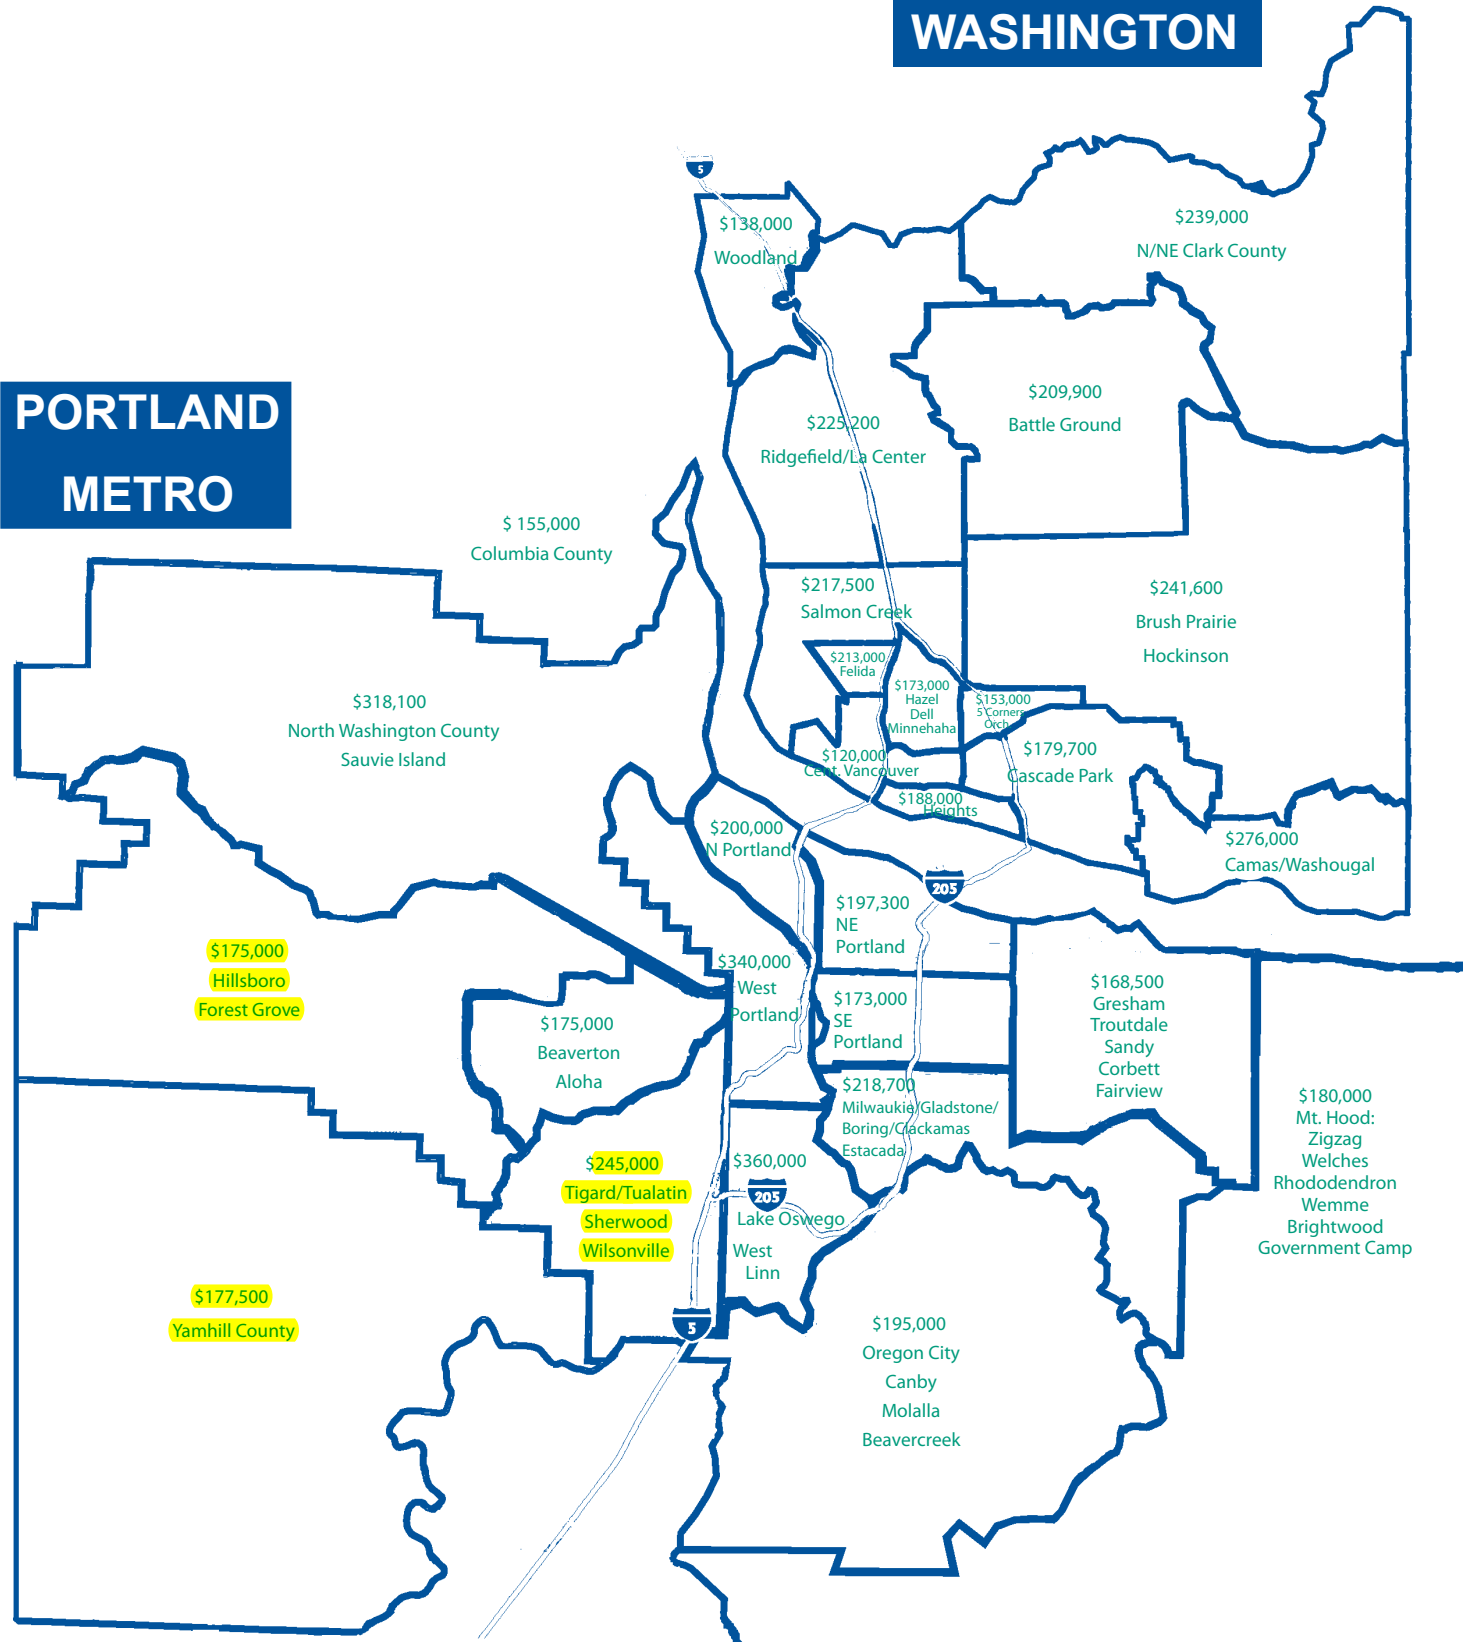 WASHINGTON
5
$138,000
Woodland
$239,000
N/NE Clark County
PORTLAND
METRO
$209,900
Battle Ground
$225,200
Ridgefield/La Center
$ 155,000
Columbia County
$217,500
Salmon Creek
$241,600
Brush Prairie
Hockinson
$213,000
Felida
$173,000
Hazel
Dell
Minnehaha
$153,000
5 Corners
Orch
$318,100
North Washington County
Sauvie Island
$120,000
Cent. Vancouver
$179,700
Cascade Park
$188,000
Heights
$200,000
N Portland
$276,000
Camas/Washougal
205
$197,300
NE
Portland
$175,000
Hillsboro
Forest Grove
$340,000
West
Portland
$173,000
SE
Portland
$168,500
Gresham
Troutdale
Sandy
Corbett
Fairview
$175,000
Beaverton
Aloha
$218,700
Milwaukie/Gladstone/
Boring/Clackamas
Estacada
$180,000
Mt. Hood:
Zigzag
Welches
Rhododendron
Wemme
Brightwood
Government Camp
$245,000
Tigard/Tualatin
Sherwood
Wilsonville
$360,000
205
Lake Oswego
West
Linn
$177,500
Yamhill County
5
$195,000
Oregon City
Canby
Molalla
Beavercreek